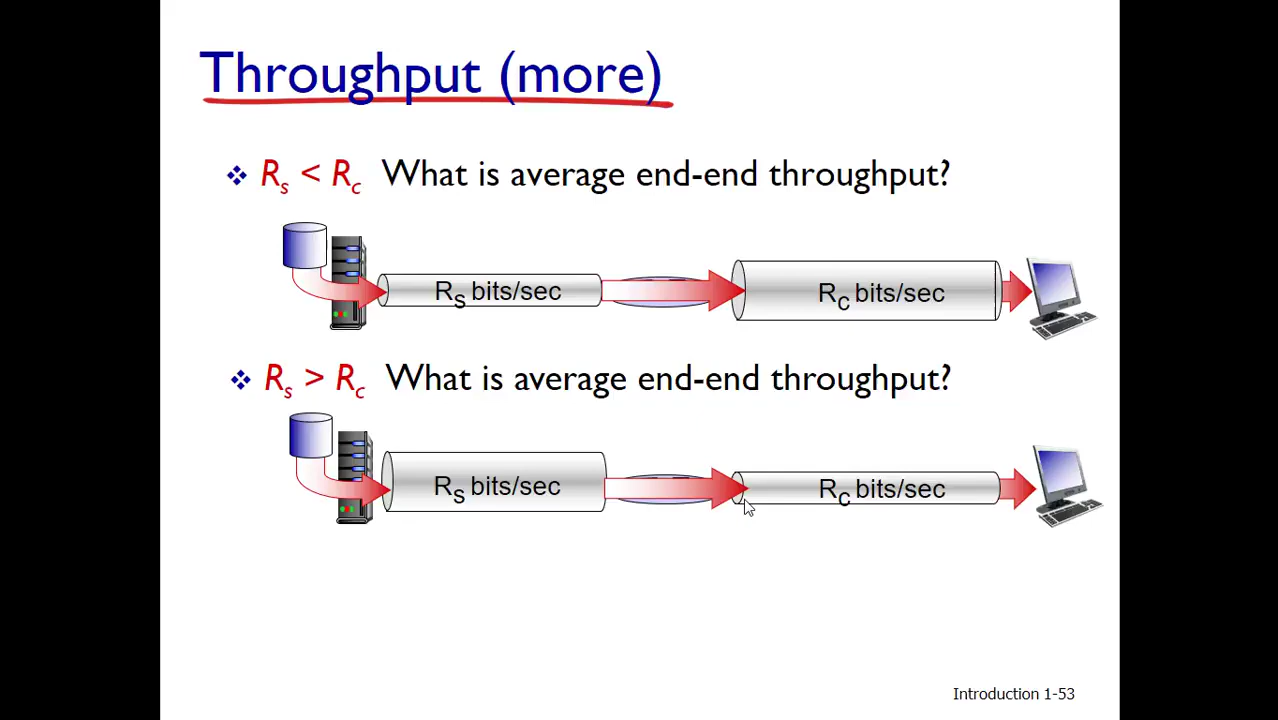 Throughput (more)
❖ Rs < Rc What is average end-end throughput?
Rs bits/sec
Rc bits/sec
❖ Rs > Rc What is average end-end throughput?
Rs bits/sec
Rc bits/sec
Introduction 1-53